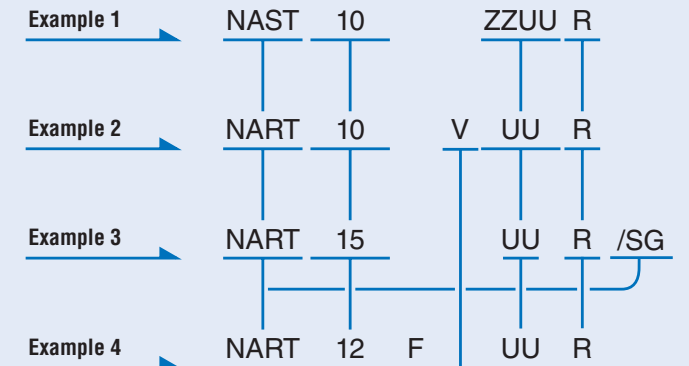 Example 1 NAST 10 ZZUU R
Example 2 NART 10 V UU R
Example 3 NART 15 UU R /SG
Example 4 NART 12 F UU R